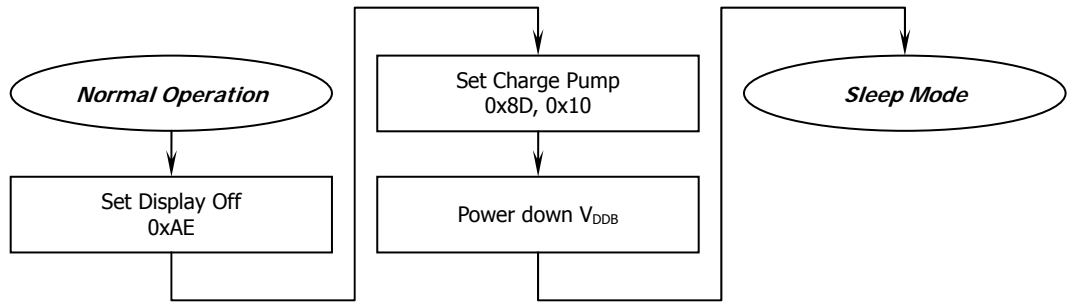 Normal Operation
Set Display Off
0xAE
Set Charge Pump
0x8D, 0x10
Power down VDDB
Sleep Mode